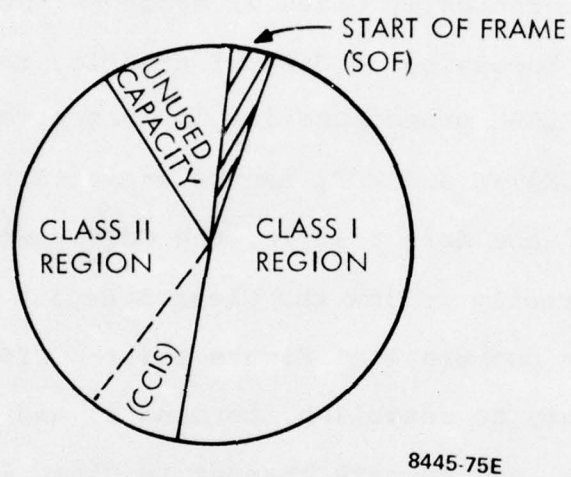 START OF FRAME
(SOF)
UNUSED
CAPACITY
CLASS II
REGION
CLASS I
REGION
(CCIS)
8445-75E